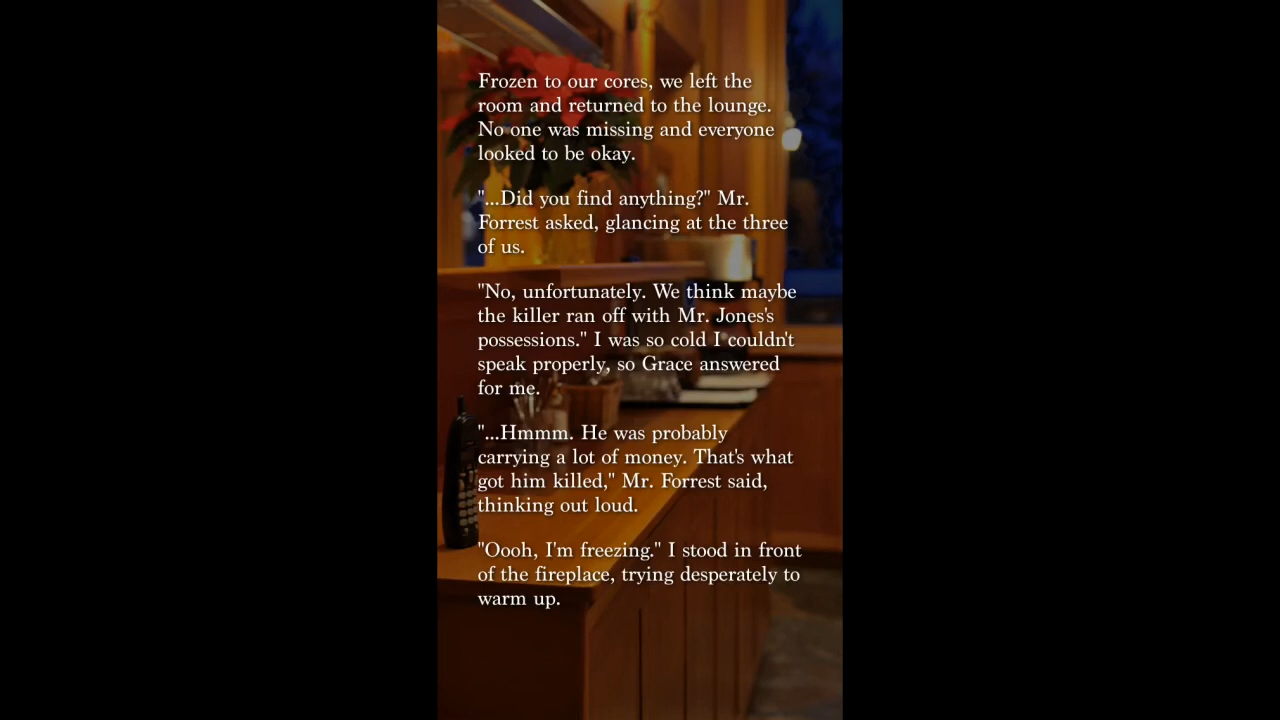 Frozen to our cores, we left the
room and returned to the lounge.
No one was missing and everyone
looked to be okay.
"...Did you find anything?" Mr.
Forrest asked, glancing at the three
of us.
"No, unfortunately. We think maybe
the killer ran off with Mr. Jones's
possessions." I was so cold I couldn't
speak properly, so Grace answered
for me.
"...Hmmm. He was probably
carrying a lot of money. That's what
got him killed," Mr. Forrest said,
thinking out loud.
"Oooh, I'm freezing." I stood in front
of the fireplace, trying desperately to
warm up.